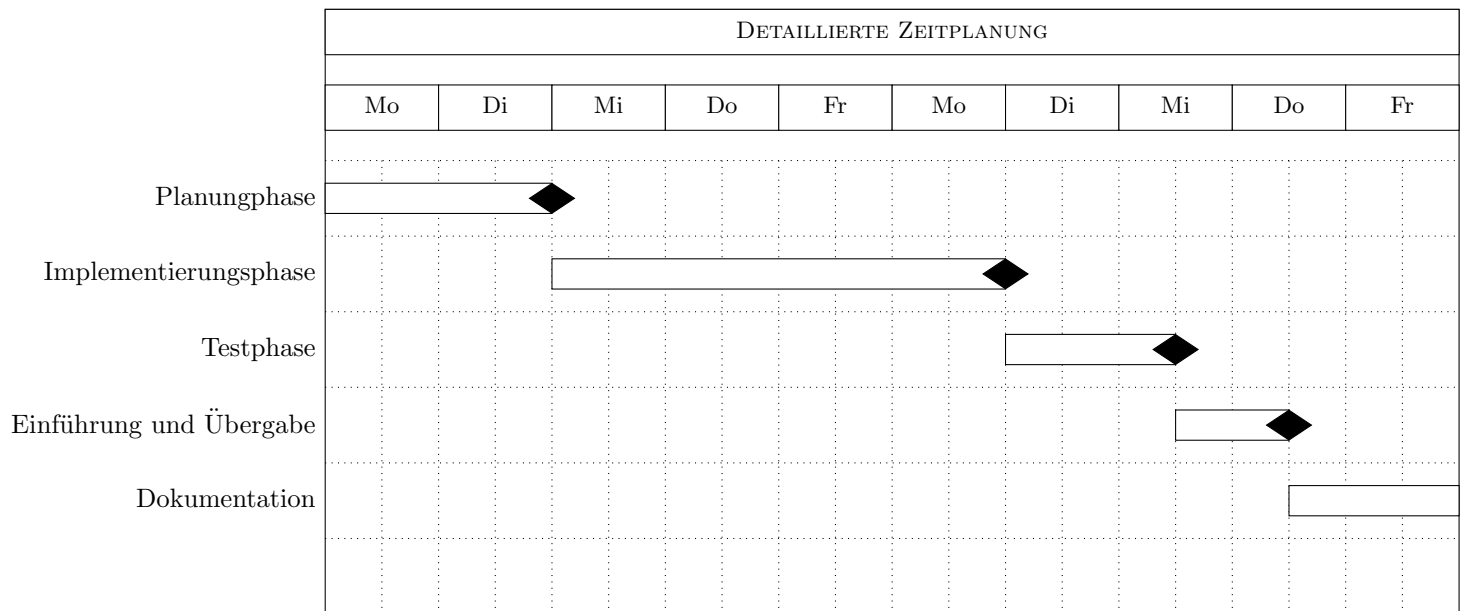 Detaillierte Zeitplanung
Mo Di Mi Do Fr Mo Di Mi Do Fr
Planungphase
Implementierungsphase
Testphase
Einführung und Übergabe
Dokumentation